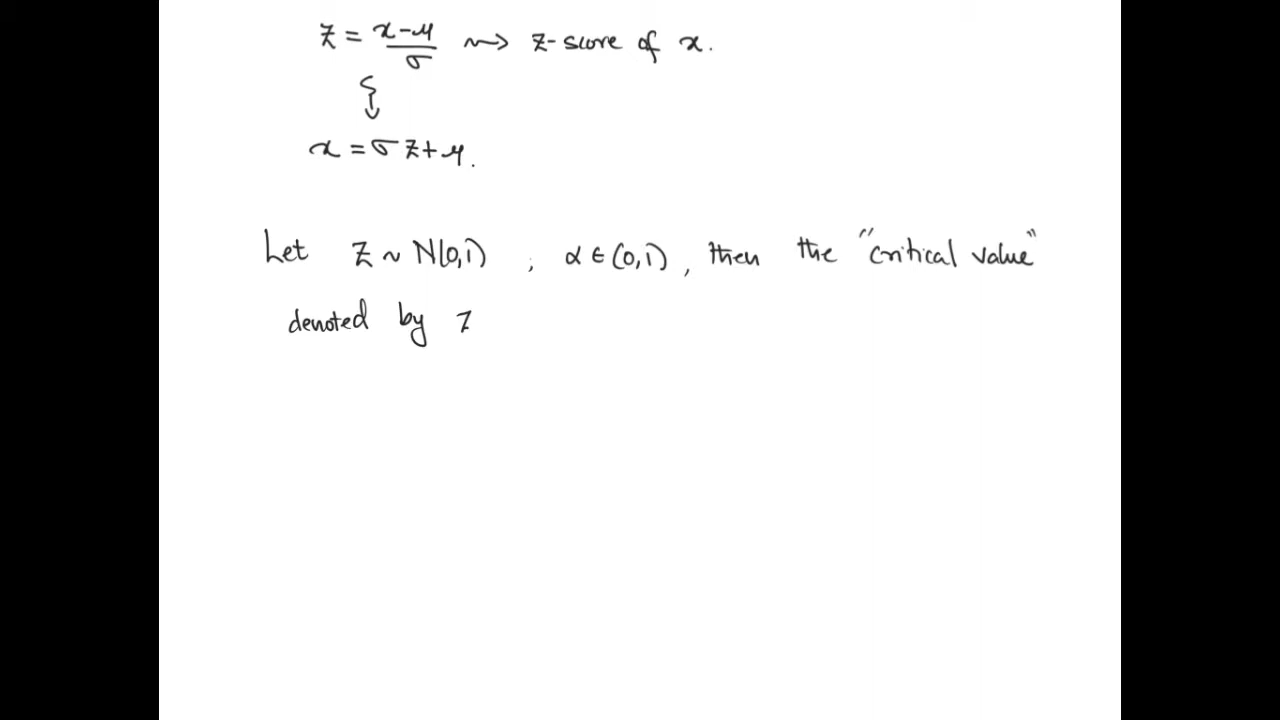 z = (x-μ)/σ ⇝ z-score of x.
x = σz+μ.
Let Z ~ N(0,1) ; α ∈ (0,1), then the "critical value"
denoted by z